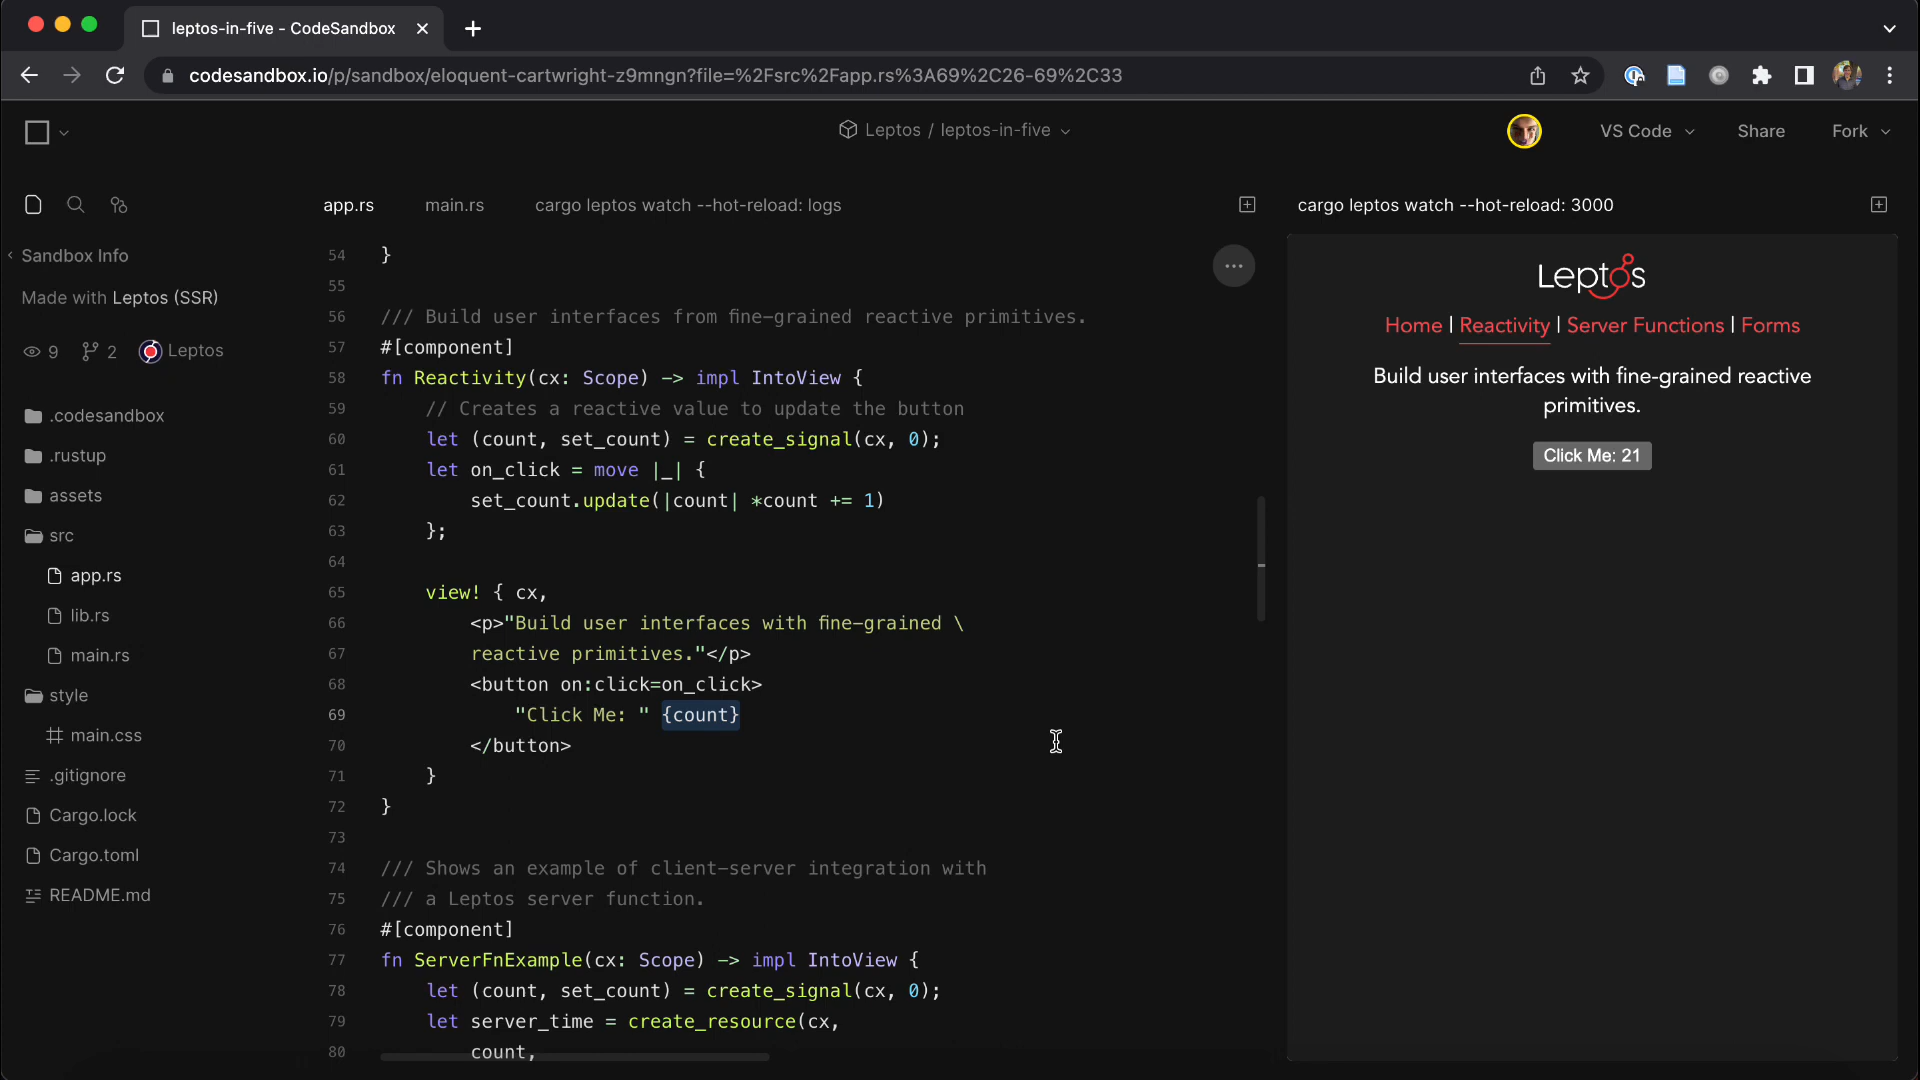 leptos-in-five - CodeSandbox
codesandbox.io/p/sandbox/eloquent-cartwright-z9mngn?file=%2Fsrc%2Fapp.rs%3A69%2C26-69%2C33
Leptos / leptos-in-five
VS Code
Share
Fork
app.rs
main.rs
cargo leptos watch --hot-reload: logs
cargo leptos watch --hot-reload: 3000
Sandbox Info
Made with Leptos (SSR)
9
2
Leptos
.codesandbox
.rustup
assets
src
app.rs
lib.rs
main.rs
style
main.css
.gitignore
Cargo.lock
Cargo.toml
README.md
54 }
55
56 /// Build user interfaces from fine-grained reactive primitives.
57 #[component]
58 fn Reactivity(cx: Scope) -> impl IntoView {
59 // Creates a reactive value to update the button
60 let (count, set_count) = create_signal(cx, 0);
61 let on_click = move |_| {
62 set_count.update(|count| *count += 1)
63 };
64
65 view! { cx,
66 <p>"Build user interfaces with fine-grained \
67 reactive primitives."</p>
68 <button on:click=on_click>
69 "Click Me: " {count}
70 </button>
71 }
72 }
73
74 /// Shows an example of client-server integration with
75 /// a Leptos server function.
76 #[component]
77 fn ServerFnExample(cx: Scope) -> impl IntoView {
78 let (count, set_count) = create_signal(cx, 0);
79 let server_time = create_resource(cx,
80 count,
Leptos
Home | Reactivity | Server Functions | Forms
Build user interfaces with fine-grained reactive
primitives.
Click Me: 21